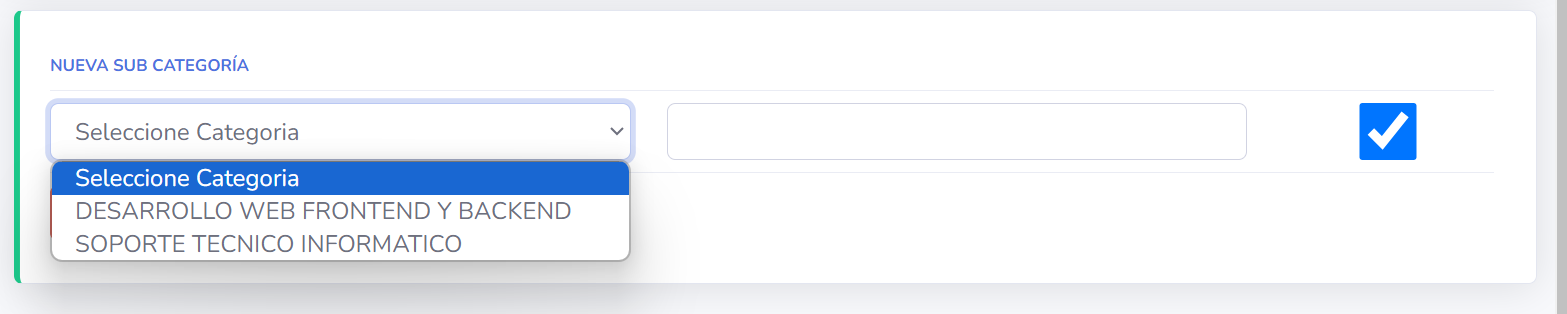 NUEVA SUB CATEGORÍA
Seleccione Categoria
Seleccione Categoria
DESARROLLO WEB FRONTEND Y BACKEND
SOPORTE TECNICO INFORMATICO